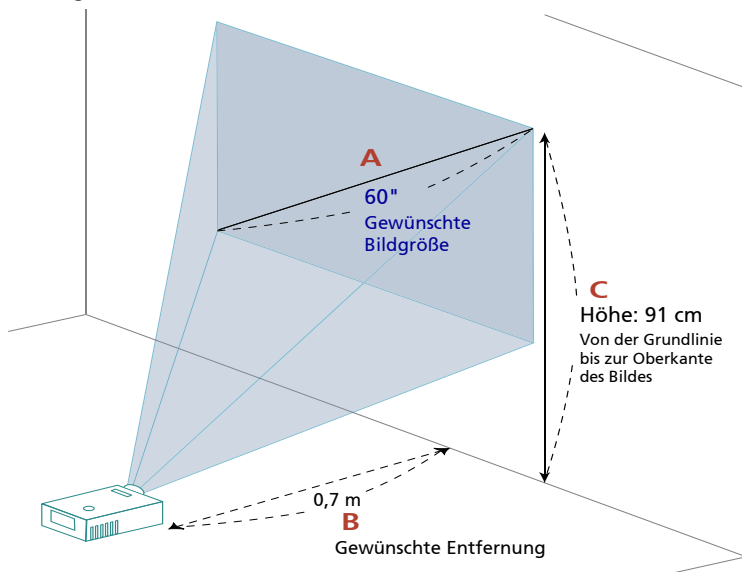 A
60"
Gewünschte
Bildgröße
C
Höhe: 91 cm
Von der Grundlinie
bis zur Oberkante
des Bildes
0,7 m
B
Gewünschte Entfernung